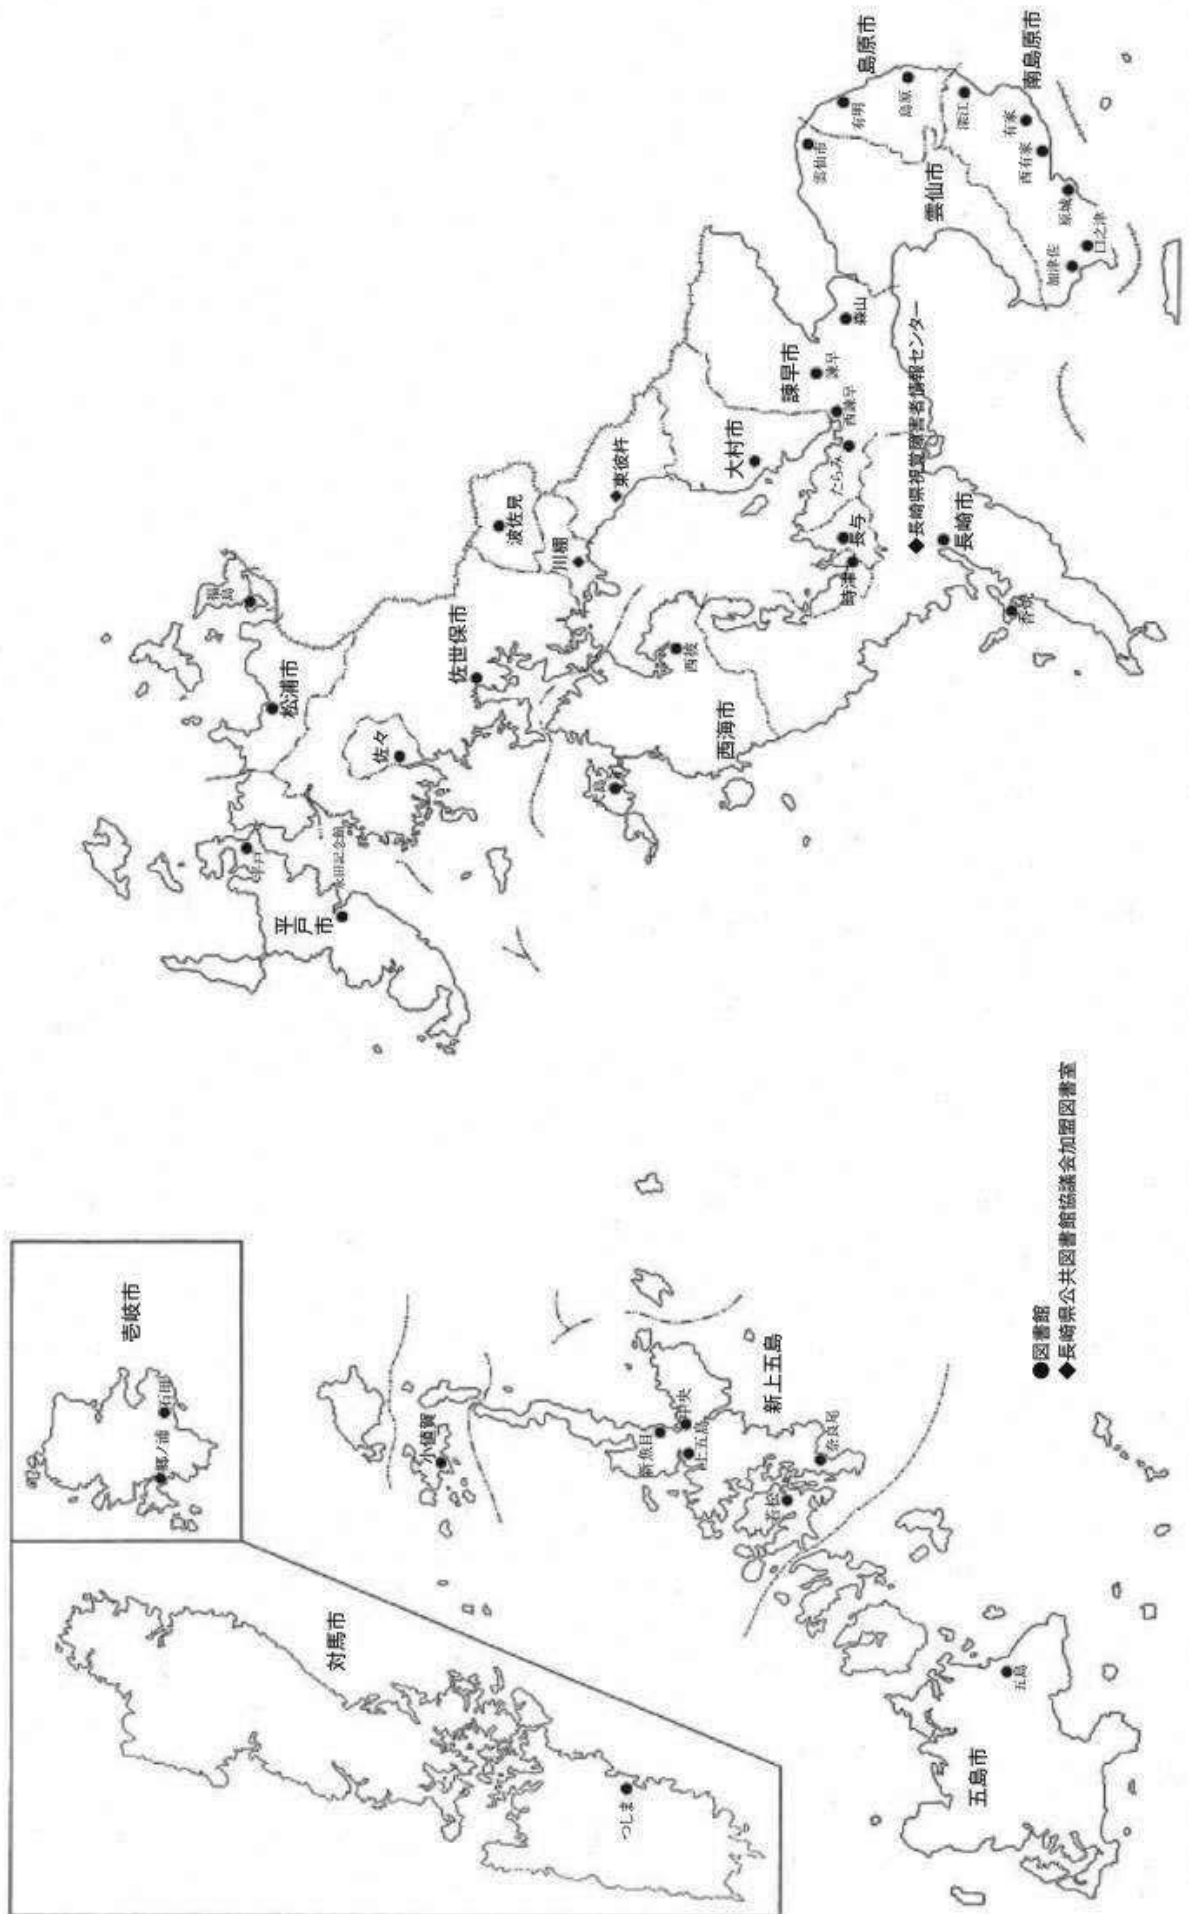 壱岐市
郷ノ浦
石田
対馬市
つしま
小値賀
新魚目
中央
上五島
新上五島
若松
奈良尾
五島
五島市
●図書館
◆長崎県公共図書館協議会加盟図書室
平戸
平戸市
永田記念館
福島
松浦市
佐々
佐世保市
波佐見
川棚
東彼杵
大島
西彼
西海市
大村市
諫早市
諫早
西諫早
森山
たらみ
長与
時津
◆長崎県視覚障害者情報センター
長崎市
香焼
雲仙市
有明
島原
島原市
雲仙市
深江
有家
西有家
南島原市
原城
口之津
加津佐